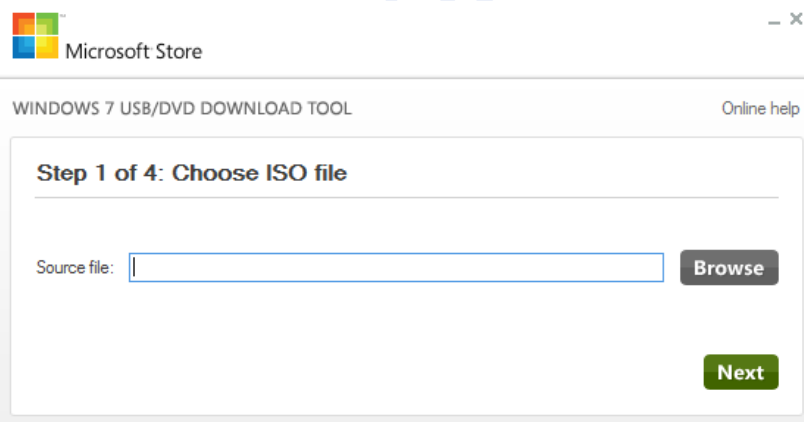 Microsoft Store
WINDOWS 7 USB/DVD DOWNLOAD TOOL
Online help
Step 1 of 4: Choose ISO file
Source file:
Browse
Next